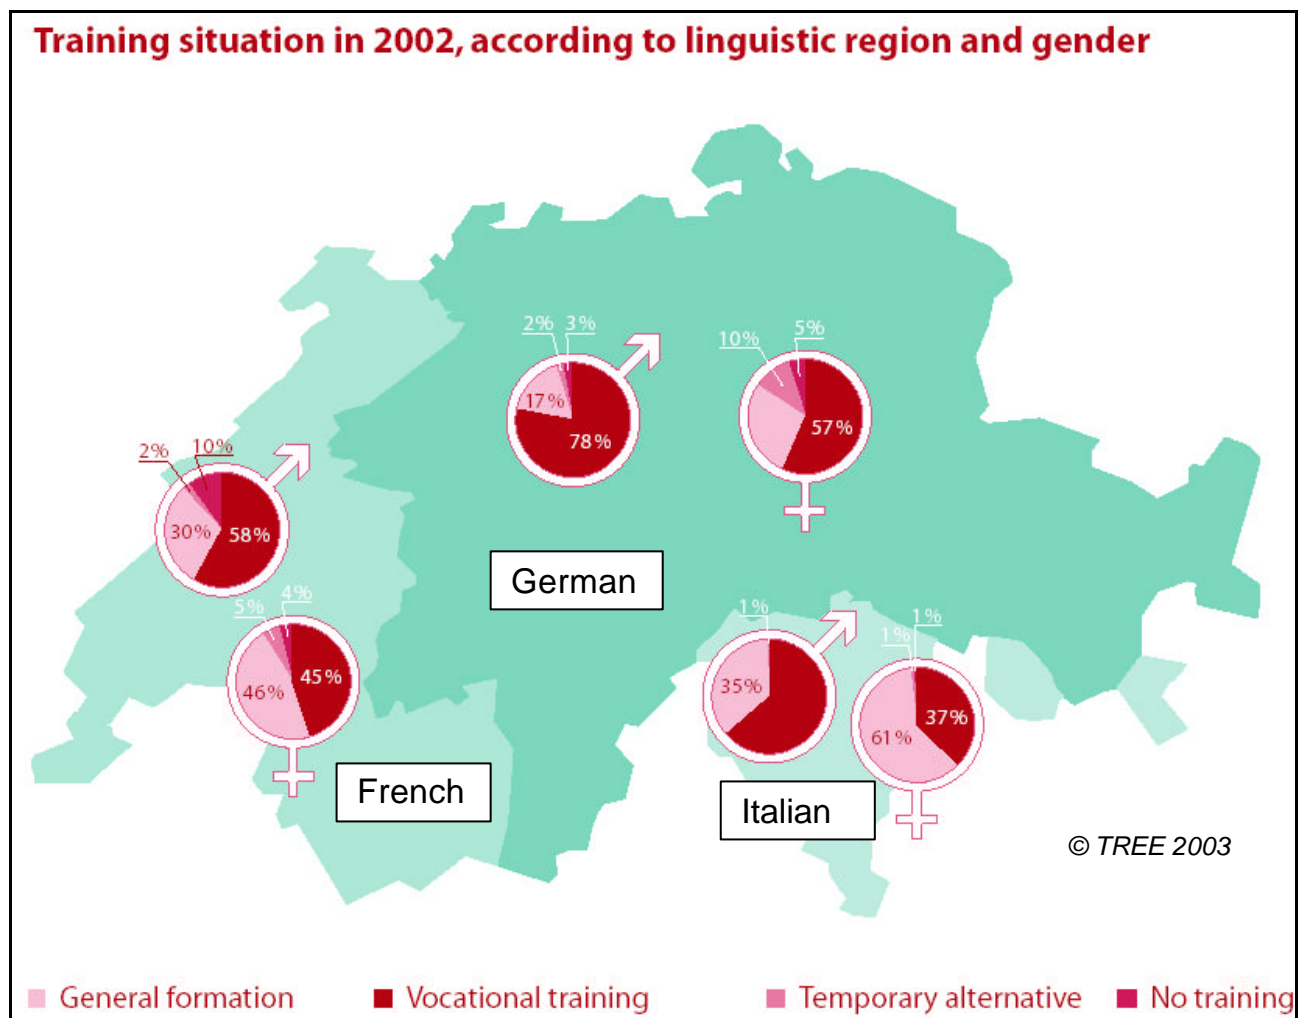 Training situation in 2002, according to linguistic region and gender
2% 3%
17%
78%
10% 5%
57%
2% 10%
30% 58%
German
5% 4%
46% 45%
French
1%
35%
1% 1%
37%
61%
Italian
© TREE 2003
General formation Vocational training Temporary alternative No training